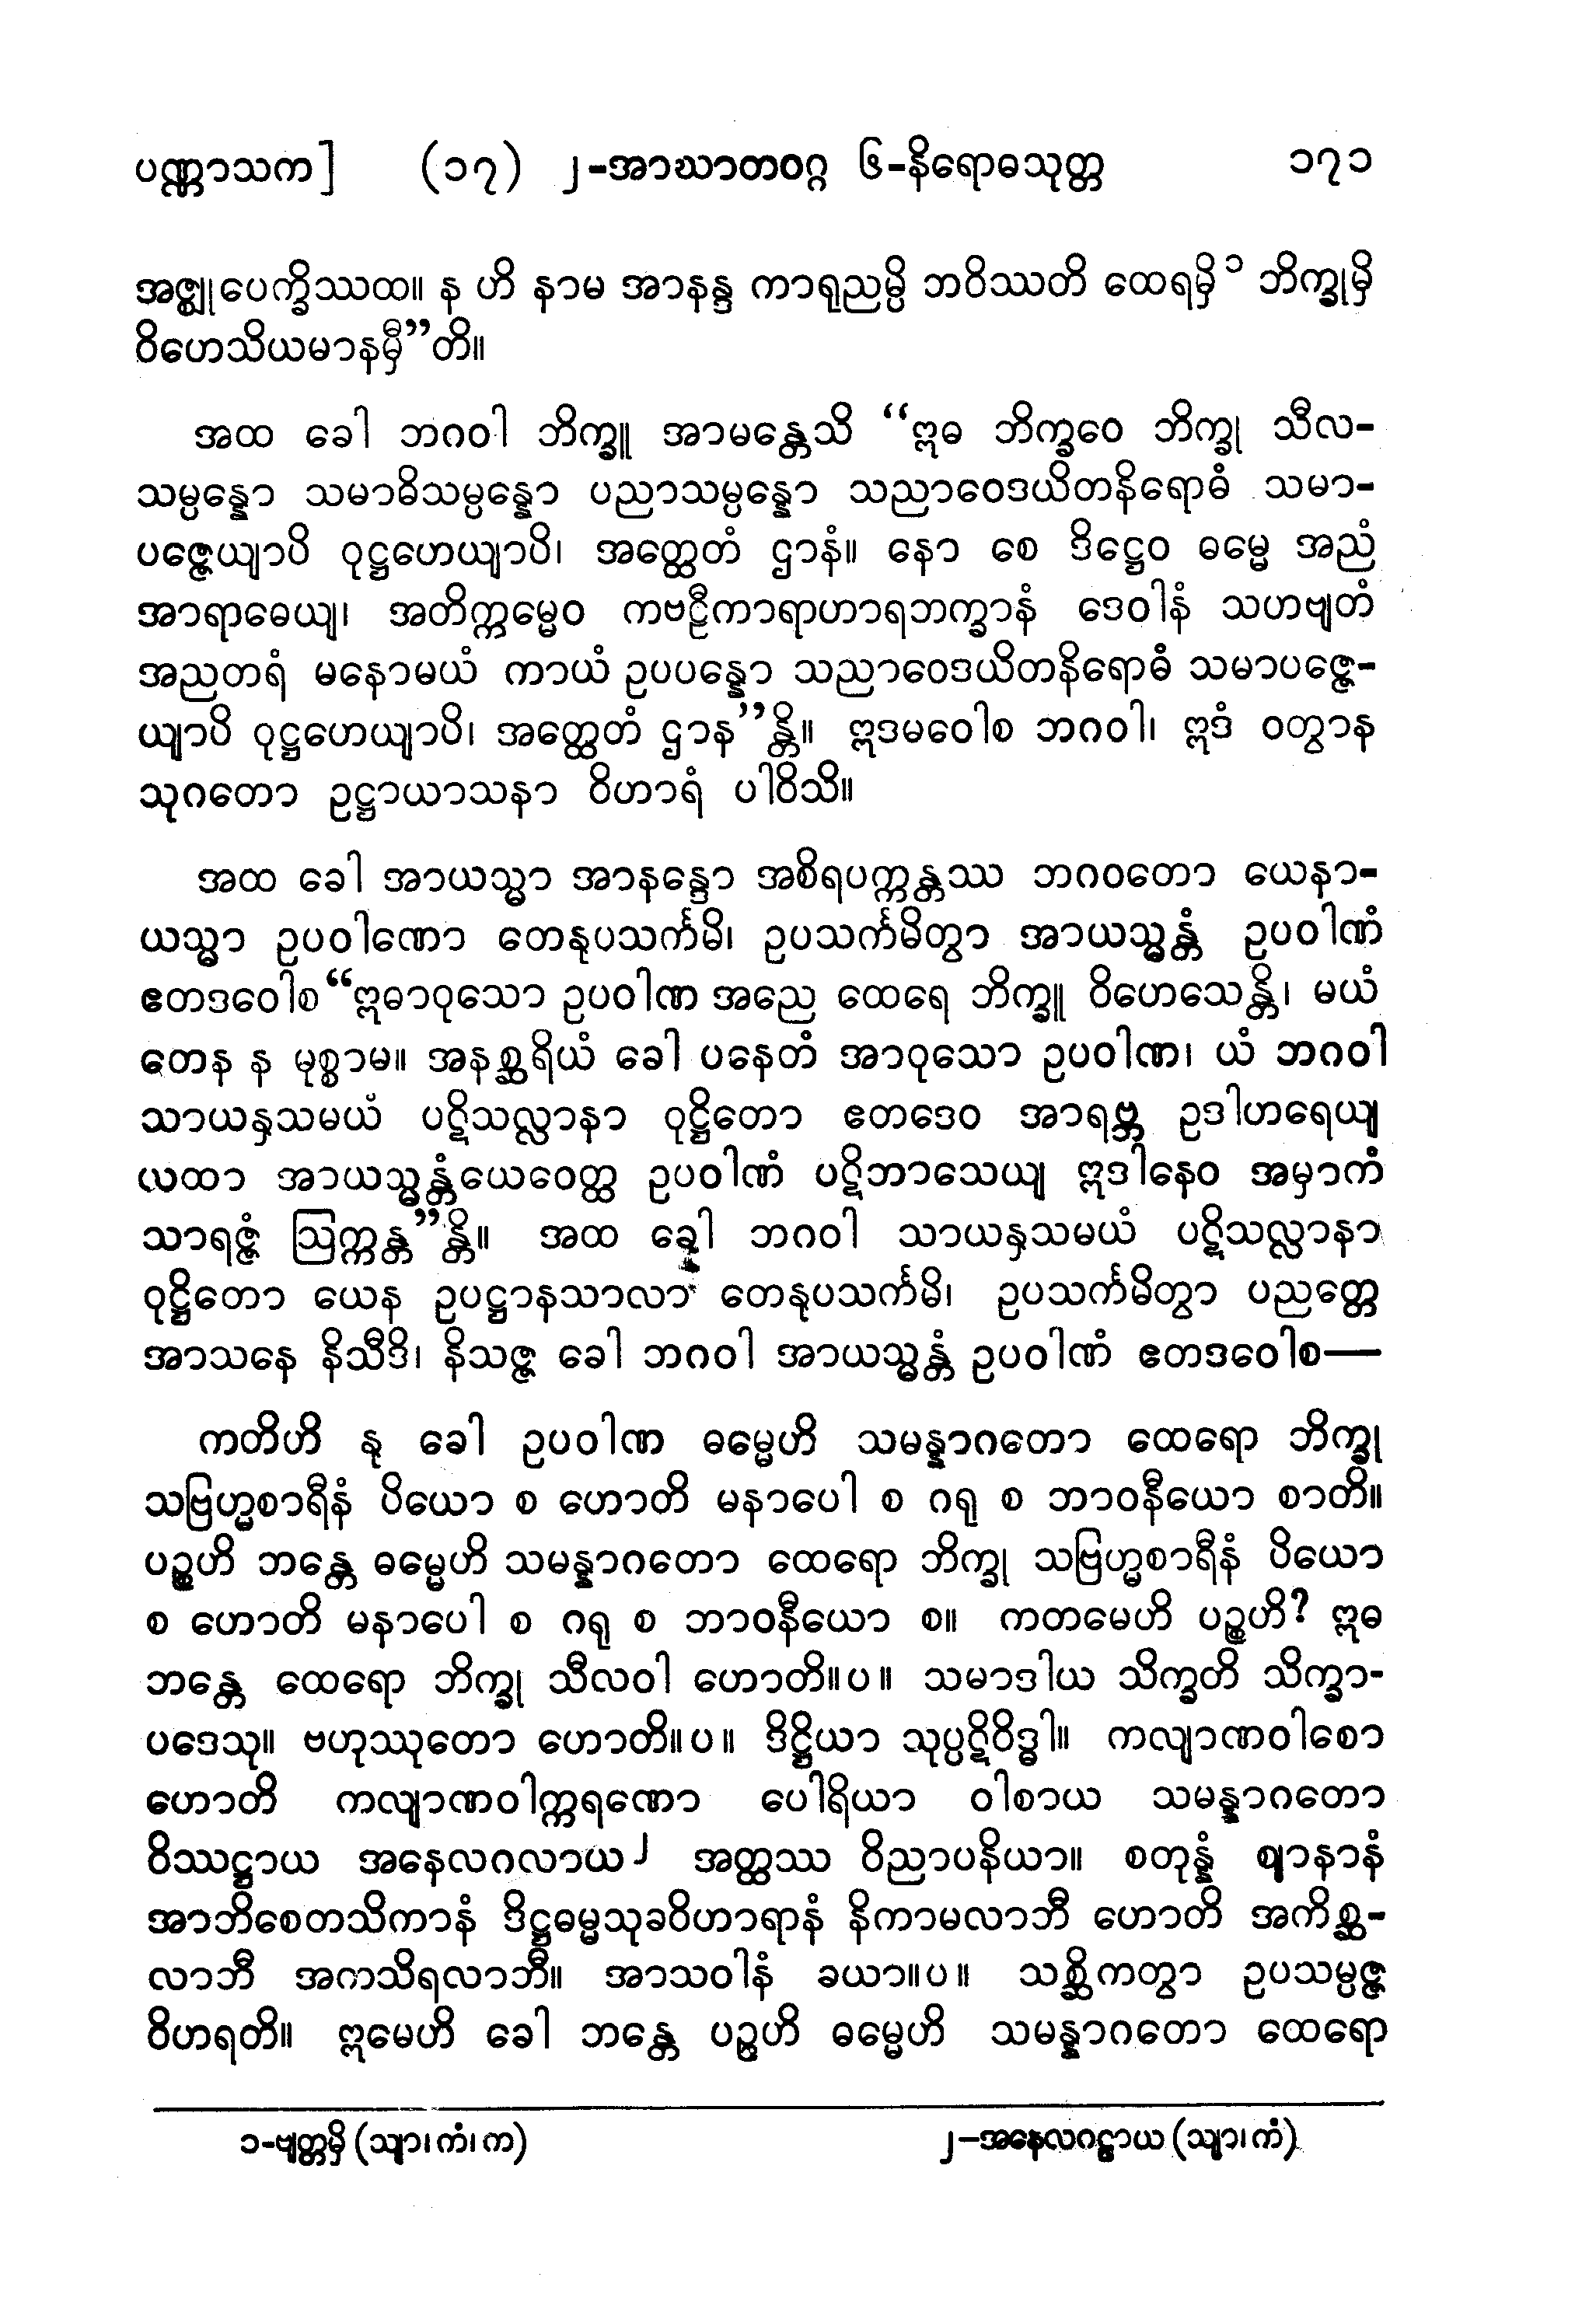 ပဏ္ဏာသက] (၁၇) ၂-အာဃာတဝဂ္ဂ ၆-နိရောဓသုတ္တ ၁၇၁
အဇ္ဈုပေက္ခိဿထ။ န ဟိ နာမ အာနန္ဒ ကာရုညမ္ပိ ဘဝိဿတိ ထေရမှိ ၁ ဘိက္ခုမှိ
ဝိဟေသိယမာနမှီ”တိ။
အထ ခေါ ဘဂဝါ ဘိက္ခူ အာမန္တေသိ “ဣဓ ဘိက္ခဝေ ဘိက္ခု သီလ-
သမ္ပန္နော သမာဓိသမ္ပန္နော ပညာသမ္ပန္နော သညာဝေဒယိတနိရောဓံ သမာ-
ပဇ္ဇေယျာပိ ဝုဋ္ဌဟေယျာပိ၊ အတ္ထေတံ ဌာနံ။ နော စေ ဒိဋ္ဌေဝ ဓမ္မေ အညံ
အာရာဓေယျ၊ အတိက္ကမ္မေဝ ကဗဠီကာရာဟာရဘက္ခာနံ ဒေဝါနံ သဟဗျတံ
အညတရံ မနောမယံ ကာယံ ဥပပန္နော သညာဝေဒယိတနိရောဓံ သမာပဇ္ဇေ-
ယျာပိ ဝုဋ္ဌဟေယျာပိ၊ အတ္ထေတံ ဌာန”န္တိ။ ဣဒမဝေါစ ဘဂဝါ၊ ဣဒံ ဝတွာန
သုဂတော ဥဋ္ဌာယာသနာ ဝိဟာရံ ပါဝိသိ။
အထ ခေါ အာယသ္မာ အာနန္ဒော အစိရပက္ကန္တဿ ဘဂဝတော ယေနာ-
ယသ္မာ ဥပဝါဏော တေနုပသင်္ကမိ၊ ဥပသင်္ကမိတွာ အာယသ္မန္တံ ဥပဝါဏံ
ဧတဒဝေါစ “ဣဓာဝုသော ဥပဝါဏ အညေ ထေရေ ဘိက္ခူ ဝိဟေသေန္တိ၊ မယံ
တေန န မုစ္စာမ။ အနစ္ဆရိယံ ခေါ ပနေတံ အာဝုသော ဥပဝါဏ၊ ယံ ဘဂဝါ
သာယနှသမယံ ပဋိသလ္လာနာ ဝုဋ္ဌိတော ဧတဒေဝ အာရဗ္ဘ ဥဒါဟရေယျ
ယထာ အာယသ္မန္တံယေဝေတ္ထ ဥပဝါဏံ ပဋိဘာသေယျ ဣဒါနေဝ အမှာကံ
သာရဇ္ဇံ ဩက္ကန္တ”န္တိ။ အထ ခေါ ဘဂဝါ သာယနှသမယံ ပဋိသလ္လာနာ
ဝုဋ္ဌိတော ယေန ဥပဋ္ဌာနသာလာ တေနုပသင်္ကမိ၊ ဥပသင်္ကမိတွာ ပညတ္တေ
အာသနေ နိသီဒိ၊ နိသဇ္ဇ ခေါ ဘဂဝါ အာယသ္မန္တံ ဥပဝါဏံ ဧတဒဝေါစ—
ကတိဟိ နု ခေါ ဥပဝါဏ ဓမ္မေဟိ သမန္နာဂတော ထေရော ဘိက္ခု
သဗြဟ္မစာရီနံ ပိယော စ ဟောတိ မနာပေါ စ ဂရု စ ဘာဝနီယော စာတိ။
ပဉ္စဟိ ဘန္တေ ဓမ္မေဟိ သမန္နာဂတော ထေရော ဘိက္ခု သဗြဟ္မစာရီနံ ပိယော
စ ဟောတိ မနာပေါ စ ဂရု စ ဘာဝနီယော စ။ ကတမေဟိ ပဉ္စဟိ? ဣဓ
ဘန္တေ ထေရော ဘိက္ခု သီလဝါ ဟောတိ။ပ။ သမာဒါယ သိက္ခတိ သိက္ခာ-
ပဒေသု။ ဗဟုဿုတော ဟောတိ။ပ။ ဒိဋ္ဌိယာ သုပ္ပဋိဝိဒ္ဓါ။ ကလျာဏဝါစော
ဟောတိ ကလျာဏဝါက္ကရဏော ပေါရိယာ ဝါစာယ သမန္နာဂတော
ဝိဿဋ္ဌာယ အနေလဂလာယ ၂ အတ္ထဿ ဝိညာပနိယာ။ စတုန္နံ ဈာနာနံ
အာဘိစေတသိကာနံ ဒိဋ္ဌဓမ္မသုခဝိဟာရာနံ နိကာမလာဘီ ဟောတိ အကိစ္ဆ-
လာဘီ အကသိရလာဘီ။ အာသဝါနံ ခယာ။ပ။ သစ္ဆိကတွာ ဥပသမ္ပဇ္ဇ
ဝိဟရတိ။ ဣမေဟိ ခေါ ဘန္တေ ပဉ္စဟိ ဓမ္မေဟိ သမန္နာဂတော ထေရော
၁-ဗျတ္တမှိ (သျာ၊ကံ၊က) ၂-အနေလဂဠာယ (သျာ၊ကံ)